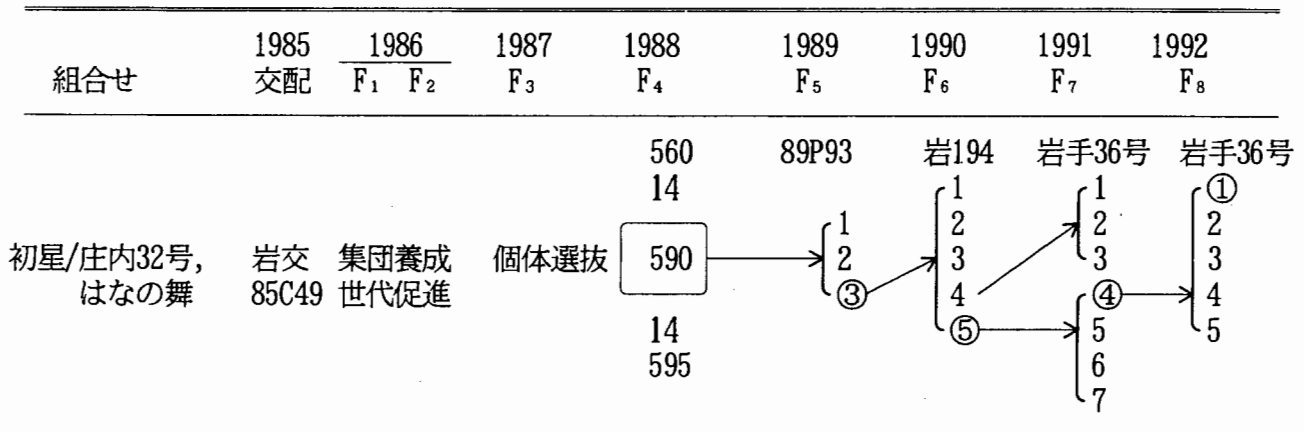 1985 1986 1987 1988 1989 1990 1991 1992
組合せ 交配 F₁ F₂ F₃ F₄ F₅ F₆ F₇ F₈
560 89P93 岩194 岩手36号 岩手36号
14 1 1 ①
1 2 2 2
初星/庄内32号, 岩交 集団養成 個体選抜 590 2 3 3 3
はなの舞 85C49 世代促進 ③ 4 ④ 4
14 ⑤ 5 5
595 6
7